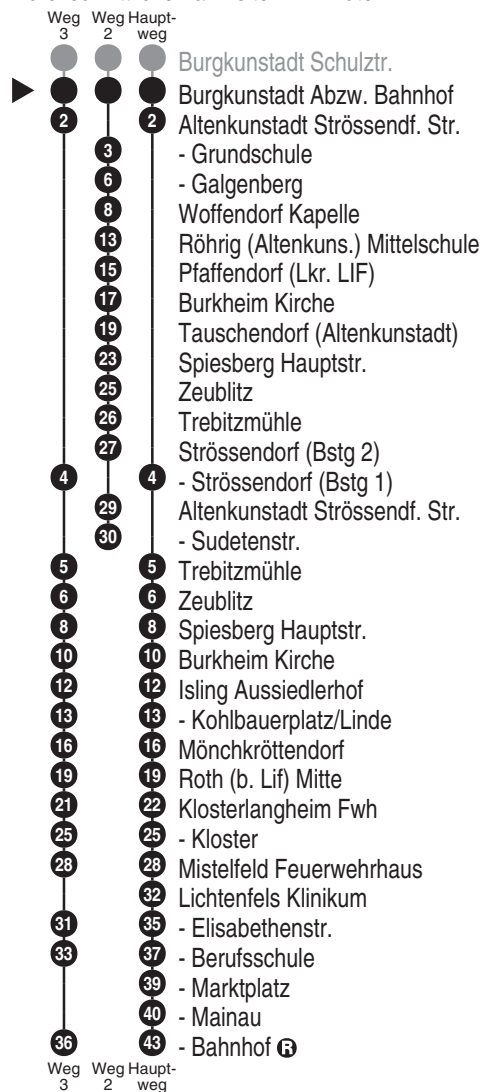 Weg Weg Haupt-
3 2 weg
Burgkunstadt Schulztr.
Burgkunstadt Abzw. Bahnhof
2 2 Altenkunstadt Strössendf. Str.
3 - Grundschule
6 - Galgenberg
8 Woffendorf Kapelle
13 Röhrig (Altenkuns.) Mittelschule
15 Pfaffendorf (Lkr. LIF)
17 Burkheim Kirche
19 Tauschendorf (Altenkunstadt)
23 Spiesberg Hauptstr.
25 Zeublitz
26 Trebitzmühle
27 Strössendorf (Bstg 2)
4 4 - Strössendorf (Bstg 1)
29 Altenkunstadt Strössendf. Str.
30 - Sudetenstr.
5 5 Trebitzmühle
6 6 Zeublitz
8 8 Spiesberg Hauptstr.
10 10 Burkheim Kirche
12 12 Isling Aussiedlerhof
13 13 - Kohlbauerplatz/Linde
16 16 Mönchkröttendorf
19 19 Roth (b. Lif) Mitte
21 22 Klosterlangheim Fwh
25 25 - Kloster
28 28 Mistelfeld Feuerwehrhaus
32 Lichtenfels Klinikum
31 35 - Elisabethenstr.
33 37 - Berufsschule
39 - Marktplatz
40 - Mainau
36 43 - Bahnhof R
Weg Weg Haupt-
3 2 weg